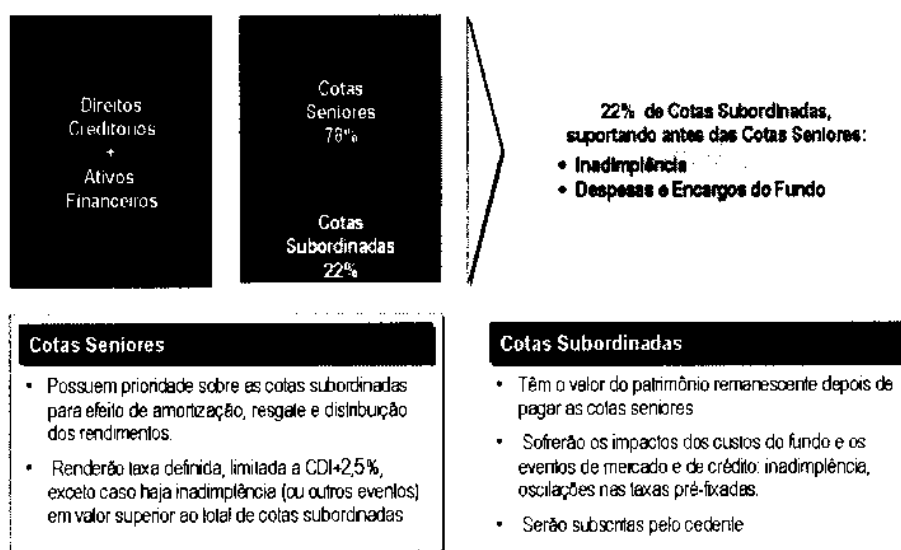 Direitos
Creditórios
+
Ativos
Financeiros
Cotas
Seniores
78%
Cotas
Subordinadas
22%
22% de Cotas Subordinadas,
suportando antes das Cotas Seniores:
• Inadimplência
• Despesas e Encargos do Fundo
Cotas Seniores
• Possuem prioridade sobre as cotas subordinadas
para efeito de amortização, resgate e distribuição
dos rendimentos.
• Renderão taxa definida, limitada a CDI+2,5%,
exceto caso haja inadimplência (ou outros eventos)
em valor superior ao total de cotas subordinadas
Cotas Subordinadas
• Têm o valor do patrimônio remanescente depois de
pagar as cotas seniores
• Sofrerão os impactos dos custos do fundo e os
eventos de mercado e de crédito: inadimplência,
oscilações nas taxas pré-fixadas.
• Serão subscritas pelo cedente